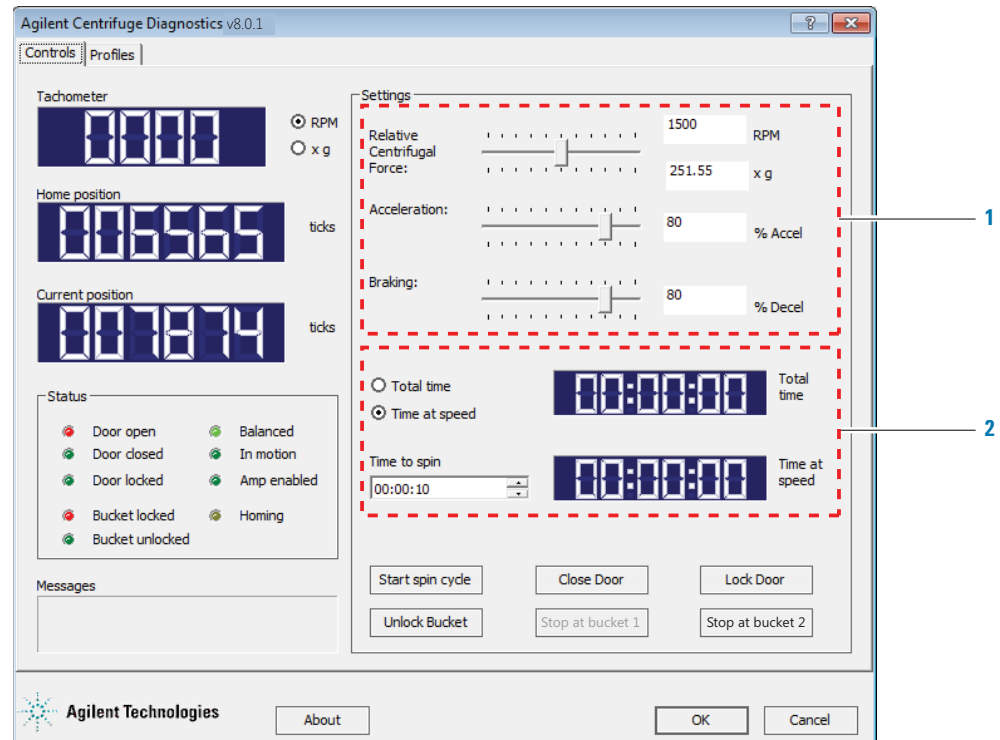 Agilent Centrifuge Diagnostics v8.0.1
?
Controls
Profiles
Tachometer
0000
RPM
x g
Home position
006565
ticks
Current position
007874
ticks
Status
Door open
Balanced
Door closed
In motion
Door locked
Amp enabled
Bucket locked
Homing
Bucket unlocked
Messages
Settings
Relative
Centrifugal
Force:
1500
RPM
251.55
x g
Acceleration:
80
% Accel
Braking:
80
% Decel
1
Total time
Time at speed
00:00:00
Total
time
2
Time to spin
00:00:10
00:00:00
Time at
speed
Start spin cycle
Close Door
Lock Door
Unlock Bucket
Stop at bucket 1
Stop at bucket 2
Agilent Technologies
About
OK
Cancel